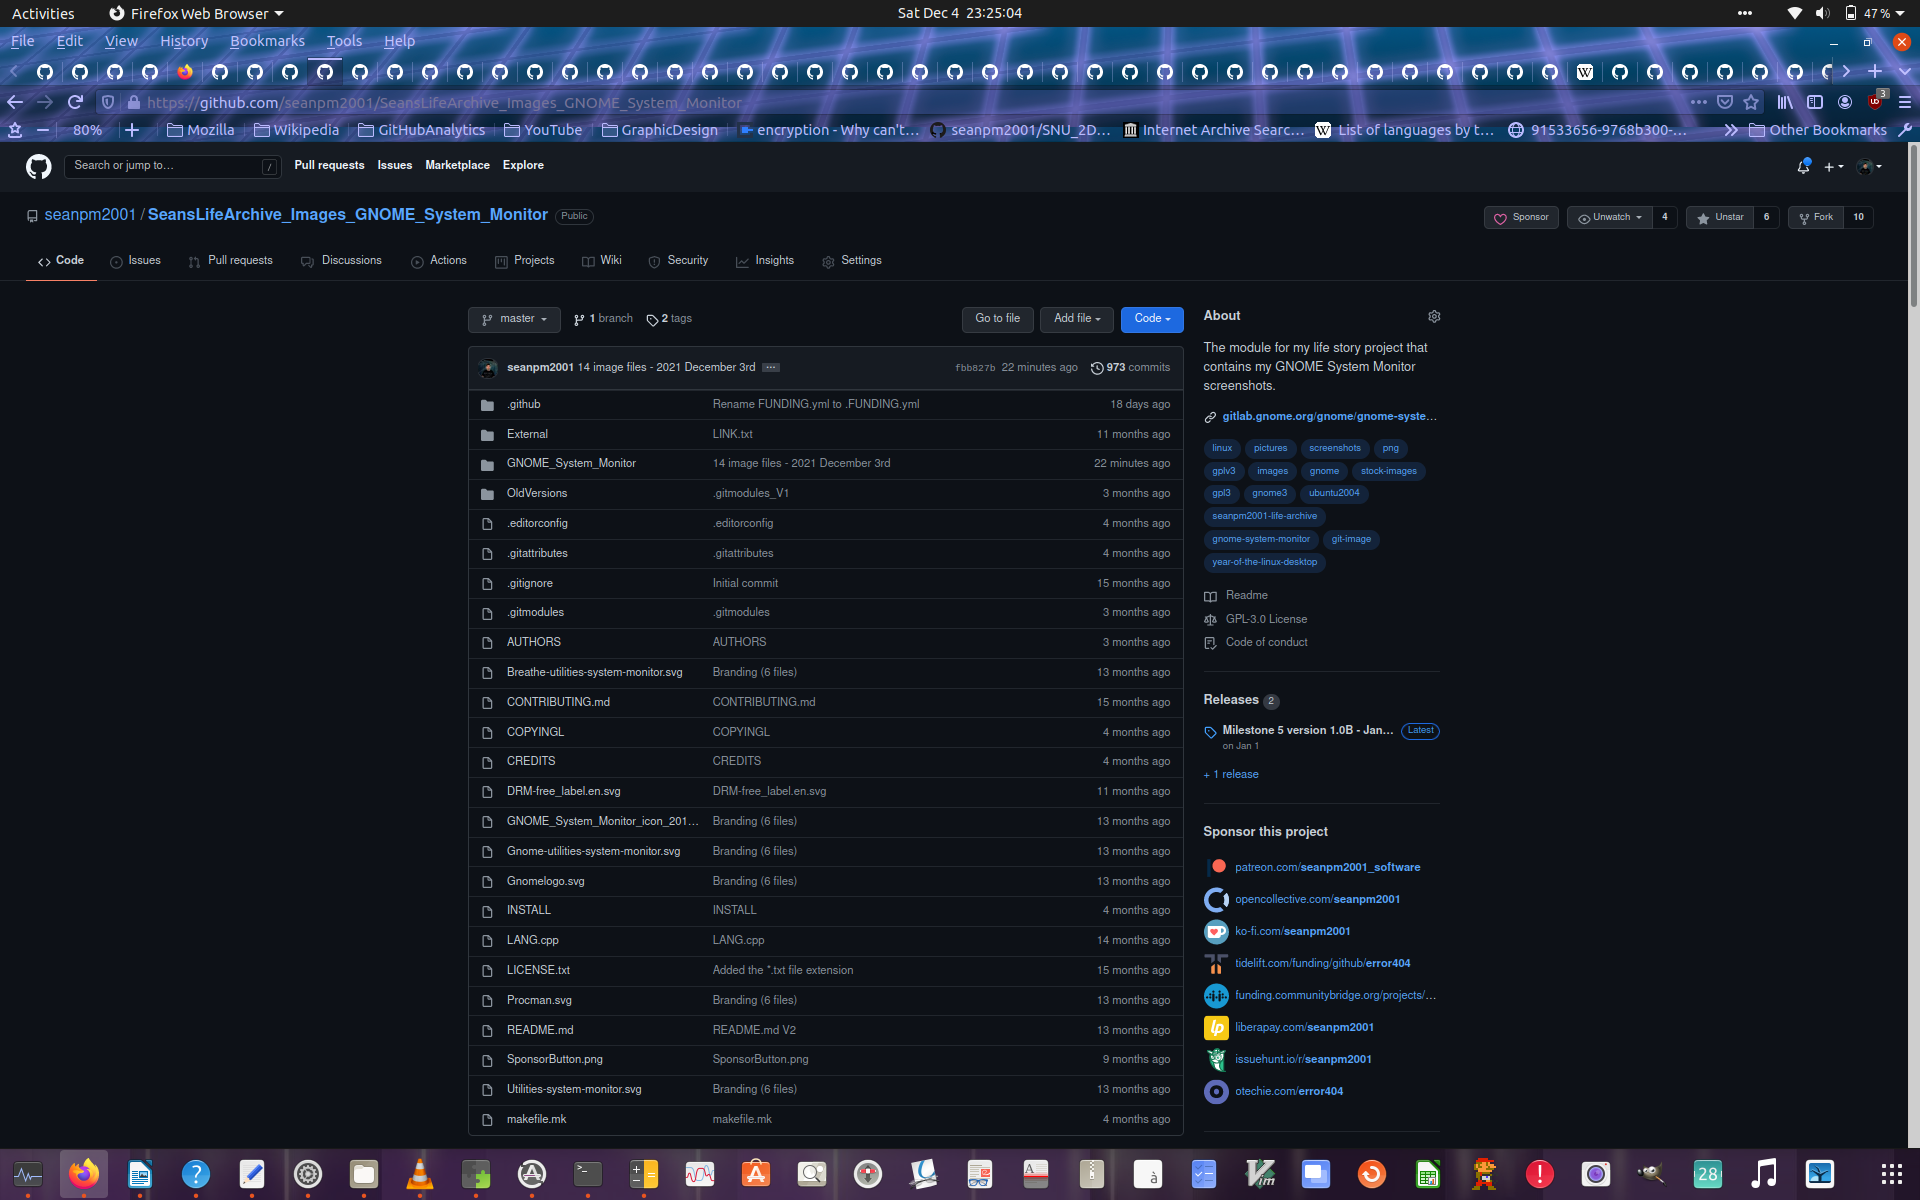 Activities Firefox Web Browser Sat Dec 4 23:25:04 47 %
File Edit View History Bookmarks Tools Help
https://github.com/seanpm2001/SeansLifeArchive_Images_GNOME_System_Monitor 3
80% Mozilla Wikipedia GitHubAnalytics YouTube GraphicDesign encryption - Why can't... seanpm2001/SNU_2D... Internet Archive Searc... List of languages by t... 91533656-9768b300-... Other Bookmarks
Search or jump to... / Pull requests Issues Marketplace Explore
seanpm2001 / SeansLifeArchive_Images_GNOME_System_Monitor Public Sponsor Unwatch 4 Unstar 6 Fork 10
Code Issues Pull requests Discussions Actions Projects Wiki Security Insights Settings
master 1 branch 2 tags Go to file Add file Code
seanpm2001 14 image files - 2021 December 3rd ... fbb827b 22 minutes ago 973 commits
.github Rename FUNDING.yml to .FUNDING.yml 18 days ago
External LINK.txt 11 months ago
GNOME_System_Monitor 14 image files - 2021 December 3rd 22 minutes ago
OldVersions .gitmodules_V1 3 months ago
.editorconfig .editorconfig 4 months ago
.gitattributes .gitattributes 4 months ago
.gitignore Initial commit 15 months ago
.gitmodules .gitmodules 3 months ago
AUTHORS AUTHORS 3 months ago
Breathe-utilities-system-monitor.svg Branding (6 files) 13 months ago
CONTRIBUTING.md CONTRIBUTING.md 15 months ago
COPYINGL COPYINGL 4 months ago
CREDITS CREDITS 4 months ago
DRM-free_label.en.svg DRM-free_label.en.svg 11 months ago
GNOME_System_Monitor_icon_201... Branding (6 files) 13 months ago
Gnome-utilities-system-monitor.svg Branding (6 files) 13 months ago
Gnomelogo.svg Branding (6 files) 13 months ago
INSTALL INSTALL 4 months ago
LANG.cpp LANG.cpp 14 months ago
LICENSE.txt Added the *.txt file extension 15 months ago
Procman.svg Branding (6 files) 13 months ago
README.md README.md V2 13 months ago
SponsorButton.png SponsorButton.png 9 months ago
Utilities-system-monitor.svg Branding (6 files) 13 months ago
makefile.mk makefile.mk 4 months ago
About
The module for my life story project that
contains my GNOME System Monitor
screenshots.
gitlab.gnome.org/gnome/gnome-syste...
linux pictures screenshots png
gplv3 images gnome stock-images
gpl3 gnome3 ubuntu2004
seanpm2001-life-archive
gnome-system-monitor git-image
year-of-the-linux-desktop
Readme
GPL-3.0 License
Code of conduct
Releases 2
Milestone 5 version 1.0B - Jan... Latest
on Jan 1
+ 1 release
Sponsor this project
patreon.com/seanpm2001_software
opencollective.com/seanpm2001
ko-fi.com/seanpm2001
tidelift.com/funding/github/error404
funding.communitybridge.org/projects/...
liberapay.com/seanpm2001
issuehunt.io/r/seanpm2001
otechie.com/error404
28